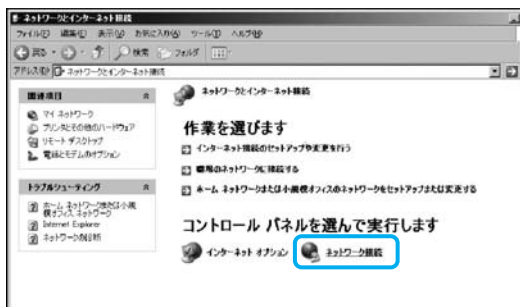 ネットワークとインターネット接続
ファイル(F) 編集(E) 表示(V) お気に入り(A) ツール(T) ヘルプ(H)
戻る 検索 フォルダ
アドレス(D) ネットワークとインターネット接続
関連項目
マイ ネットワーク
プリンタとその他のハードウェア
リモート デスクトップ
電話とモデムのオプション
トラブルシューティング
ホーム ネットワークまたは小規
模オフィス ネットワーク
Internet Explorer
ネットワーク診断
ネットワークとインターネット接続
作業を選びます
インターネット接続のセットアップや変更を行う
職場のネットワークに接続する
ホーム ネットワークまたは小規模オフィスのネットワークをセットアップまたは変更する
コントロール パネルを選んで実行します
インターネット オプション ネットワーク接続